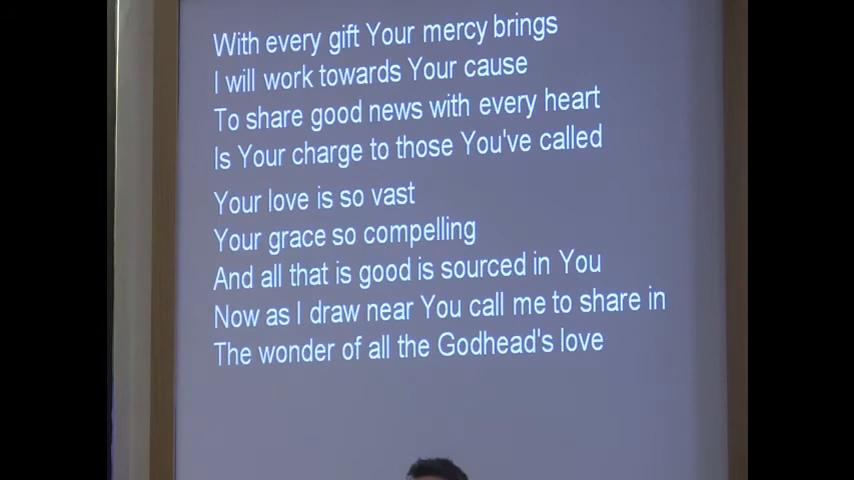 With every gift Your mercy brings
I will work towards Your cause
To share good news with every heart
Is Your charge to those You've called
Your love is so vast
Your grace so compelling
And all that is good is sourced in You
Now as I draw near You call me to share in
The wonder of all the Godhead's love